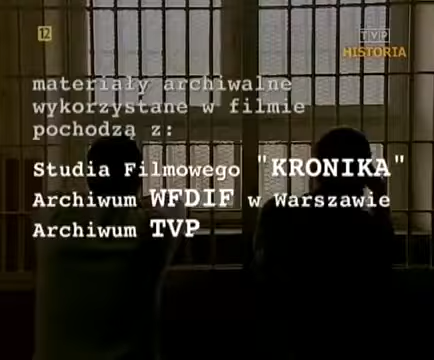 12
TVP
HISTORIA
materiały archiwalne
wykorzystane w filmie
pochodzą z:
Studia Filmowego "KRONIKA"
Archiwum WFDIF w Warszawie
Archiwum TVP